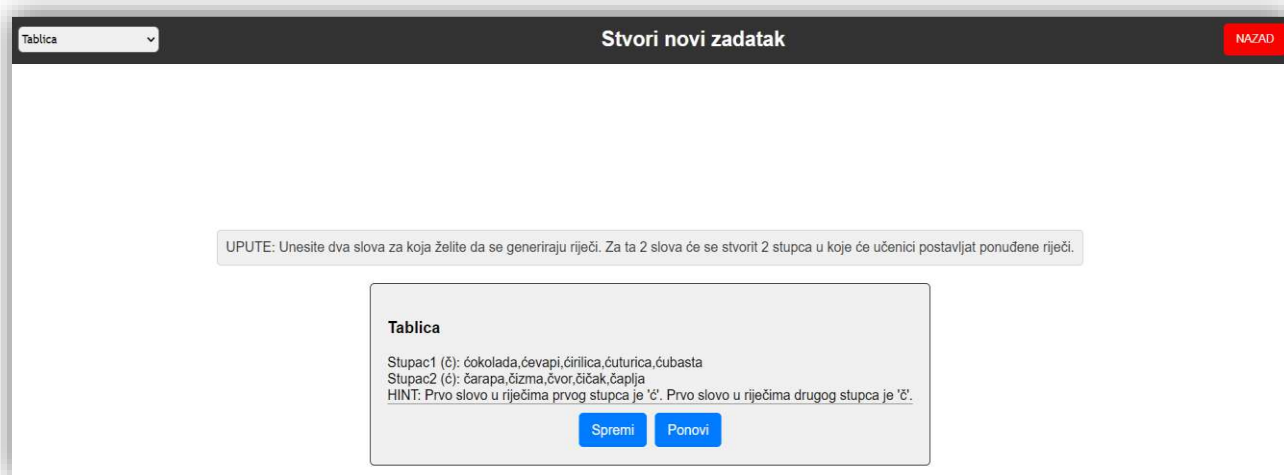 Tablica
Stvori novi zadatak
NAZAD
UPUTE: Unesite dva slova za koja želite da se generiraju riječi. Za ta 2 slova će se stvorit 2 stupca u koje će učenici postavljat ponuđene riječi.
Tablica
Stupac1 (č): ćokolada,ćevapi,ćirilica,ćuturica,ćubasta
Stupac2 (ć): čarapa,čizma,čvor,čičak,čaplja
HINT: Prvo slovo u riječima prvog stupca je 'ć'. Prvo slovo u riječima drugog stupca je 'č'.
Spremi
Ponovi